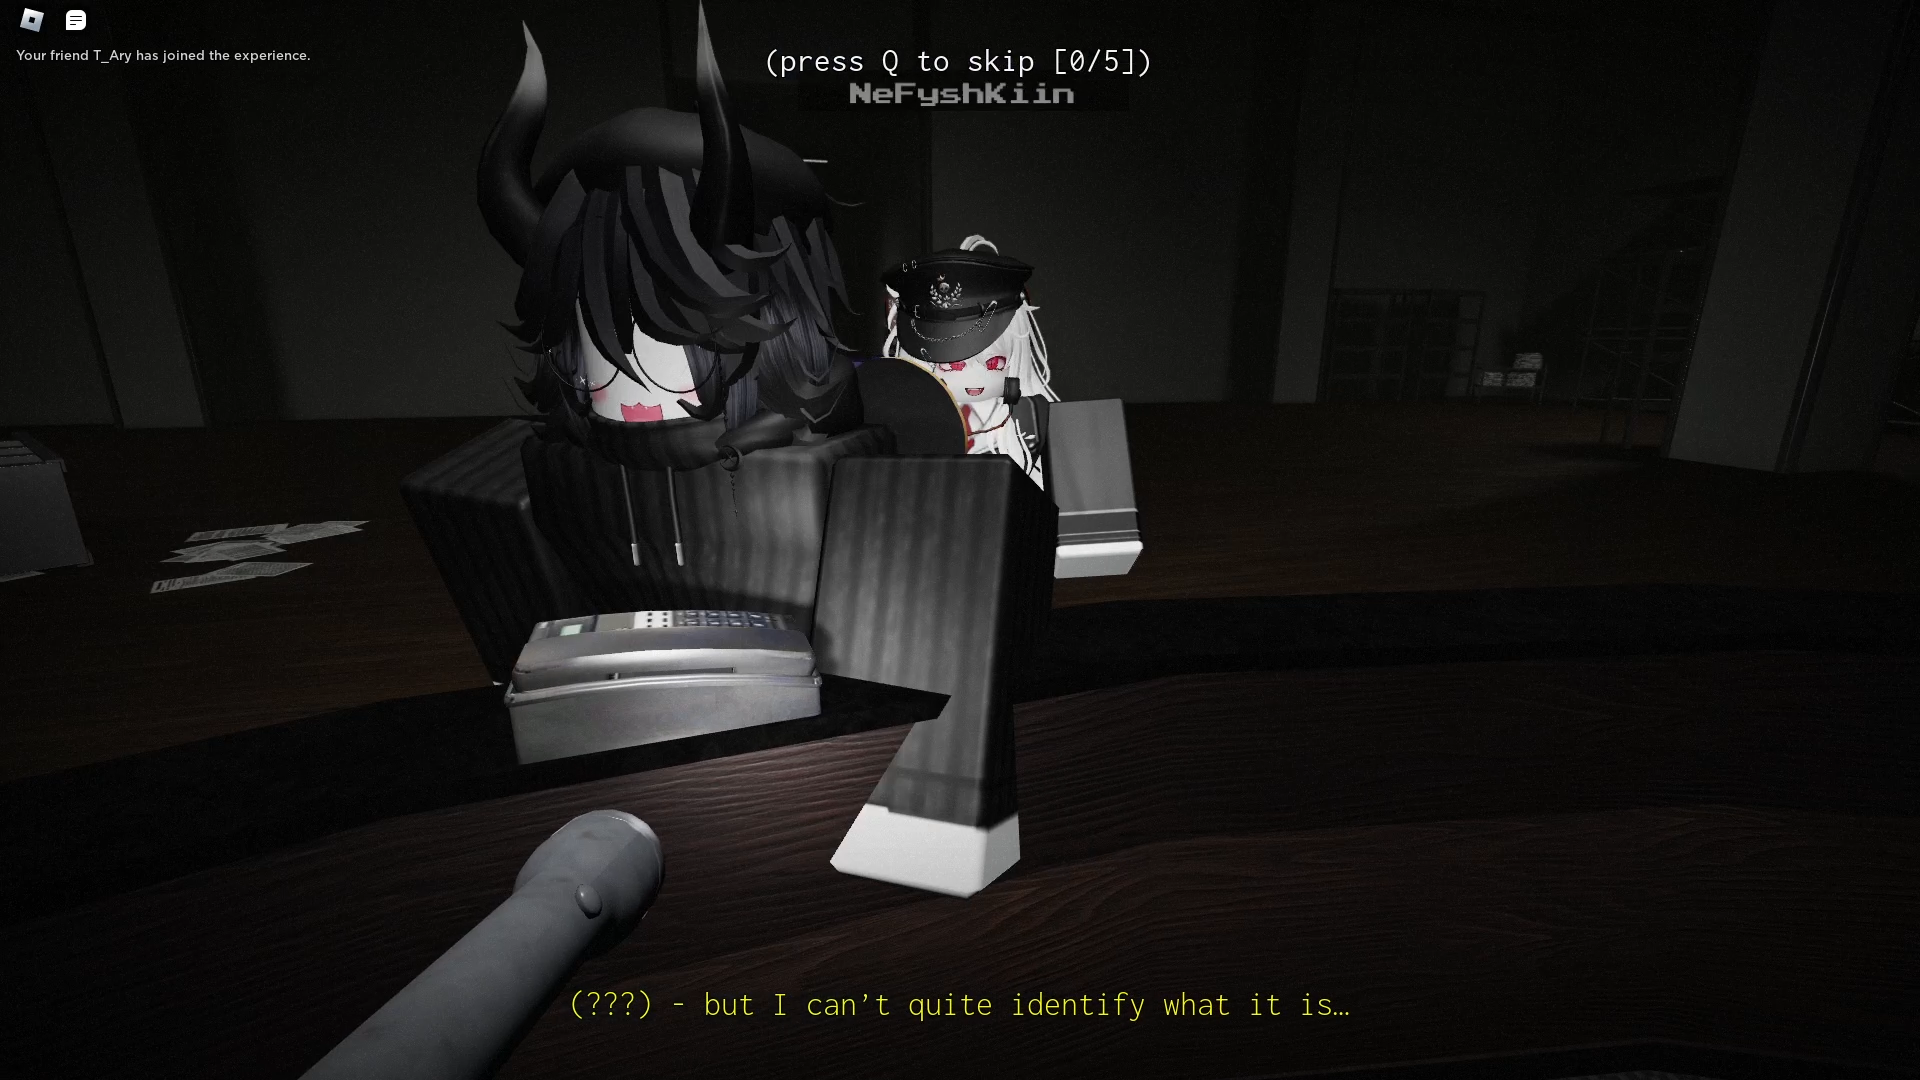 Your friend T_Ary has joined the experience.
(press Q to skip [0/5])
NeFyshKiin
(???) - but I can't quite identify what it is…